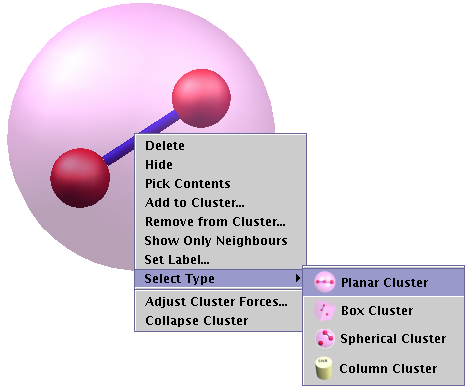 Delete
Hide
Pick Contents
Add to Cluster...
Remove from Cluster...
Show Only Neighbours
Set Label...
Select Type
Adjust Cluster Forces...
Collapse Cluster
Planar Cluster
Box Cluster
Spherical Cluster
Column Cluster